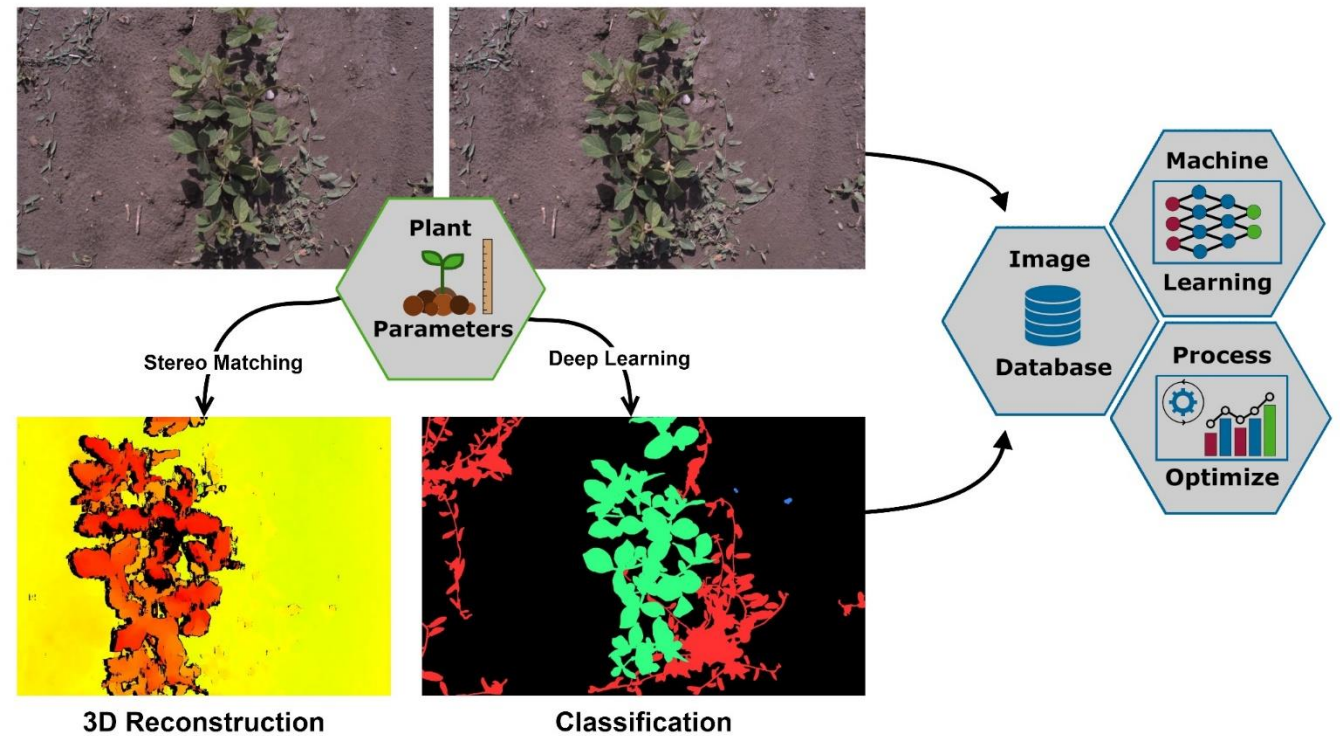 Plant
Parameters
Stereo Matching
Deep Learning
Image
Database
Machine
Learning
Process
Optimize
3D Reconstruction
Classification